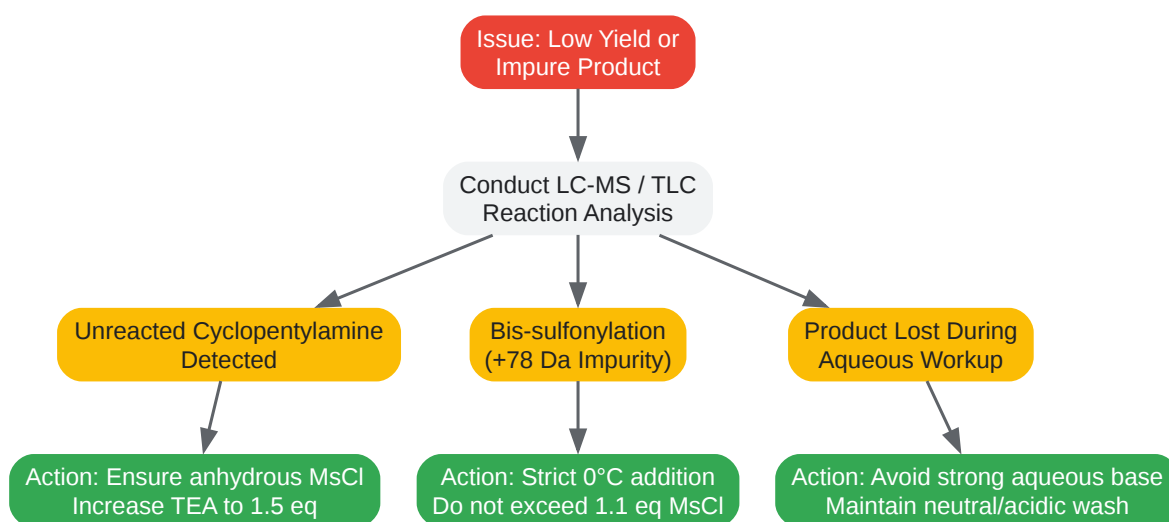 Issue: Low Yield or
Impure Product
Conduct LC-MS / TLC
Reaction Analysis
Unreacted Cyclopentylamine
Detected
Bis-sulfonylation
(+78 Da Impurity)
Product Lost During
Aqueous Workup
Action: Ensure anhydrous MsCl
Increase TEA to 1.5 eq
Action: Strict 0°C addition
Do not exceed 1.1 eq MsCl
Action: Avoid strong aqueous base
Maintain neutral/acidic wash